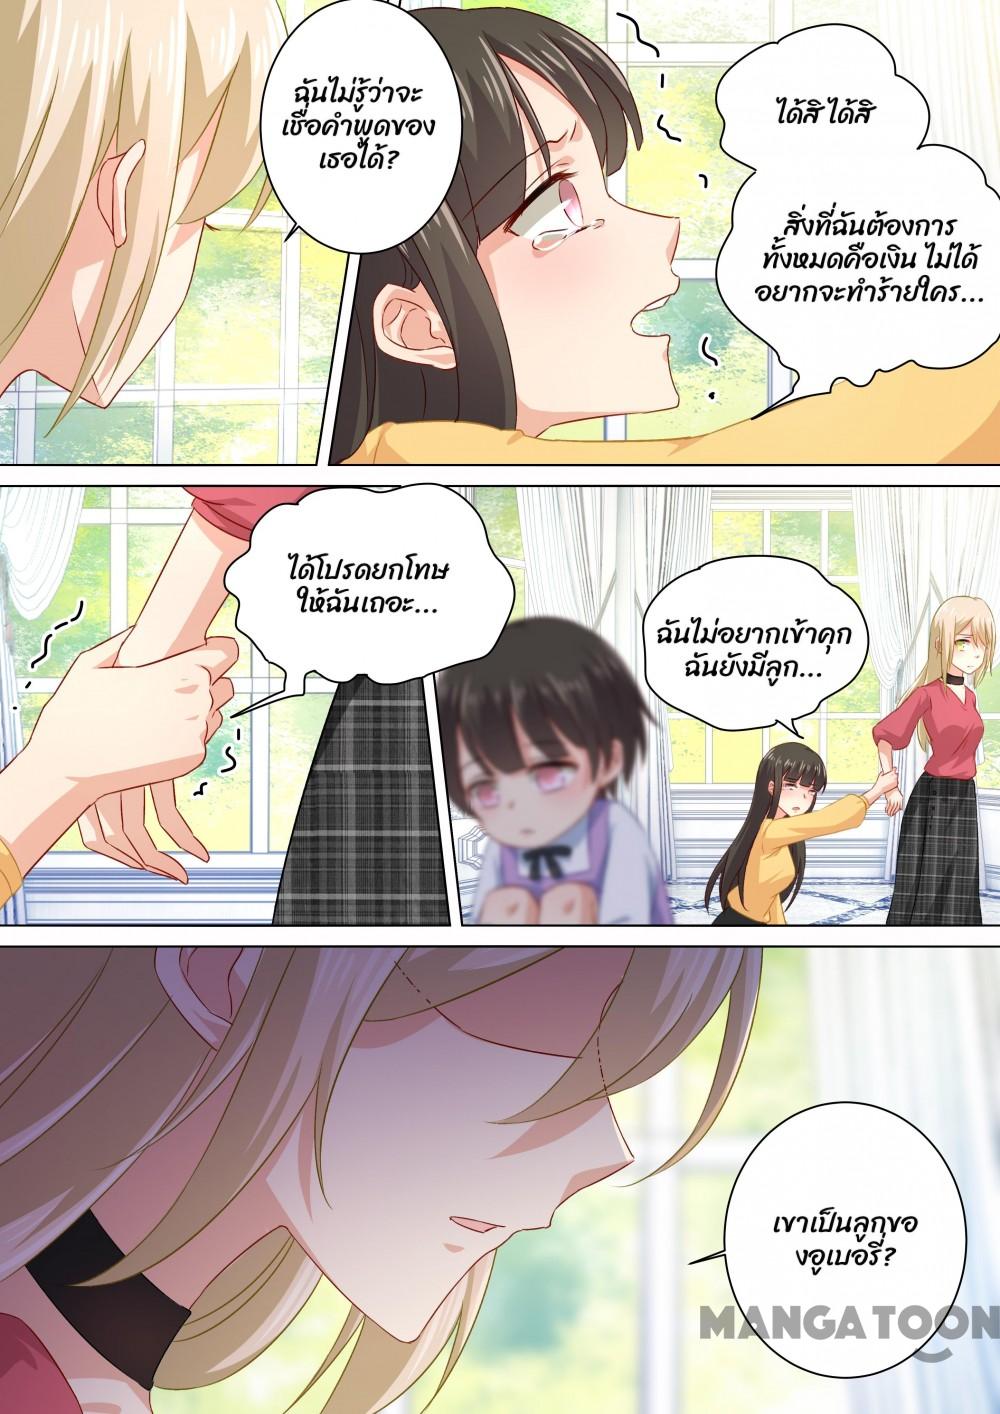 ฉันไม่รู้ว่าจะ
เชื่อคำพูดของ
เธอได้?
ได้สิ ได้สิ
สิ่งที่ฉันต้องการ
ทั้งหมดคือเงิน ไม่ได้
อยากจะทำร้ายใคร...
ได้โปรดยกโทษ
ให้ฉันเถอะ...
ฉันไม่อยากเข้าคุก
ฉันยังมีลูก...
เขาเป็นลูกขอ
งอูเบอรี่?
MANGATOON